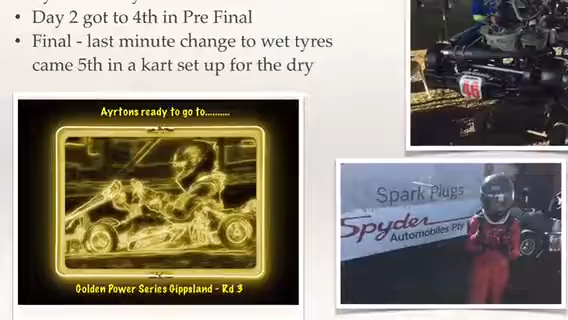 • Day 2 got to 4th in Pre Final
• Final - last minute change to wet tyres
came 5th in a kart set up for the dry
Ayrtons ready to go to..........
Golden Power Series Gippsland - Rd 3
46
Spark Plugs
Spyder
Automobiles Pty